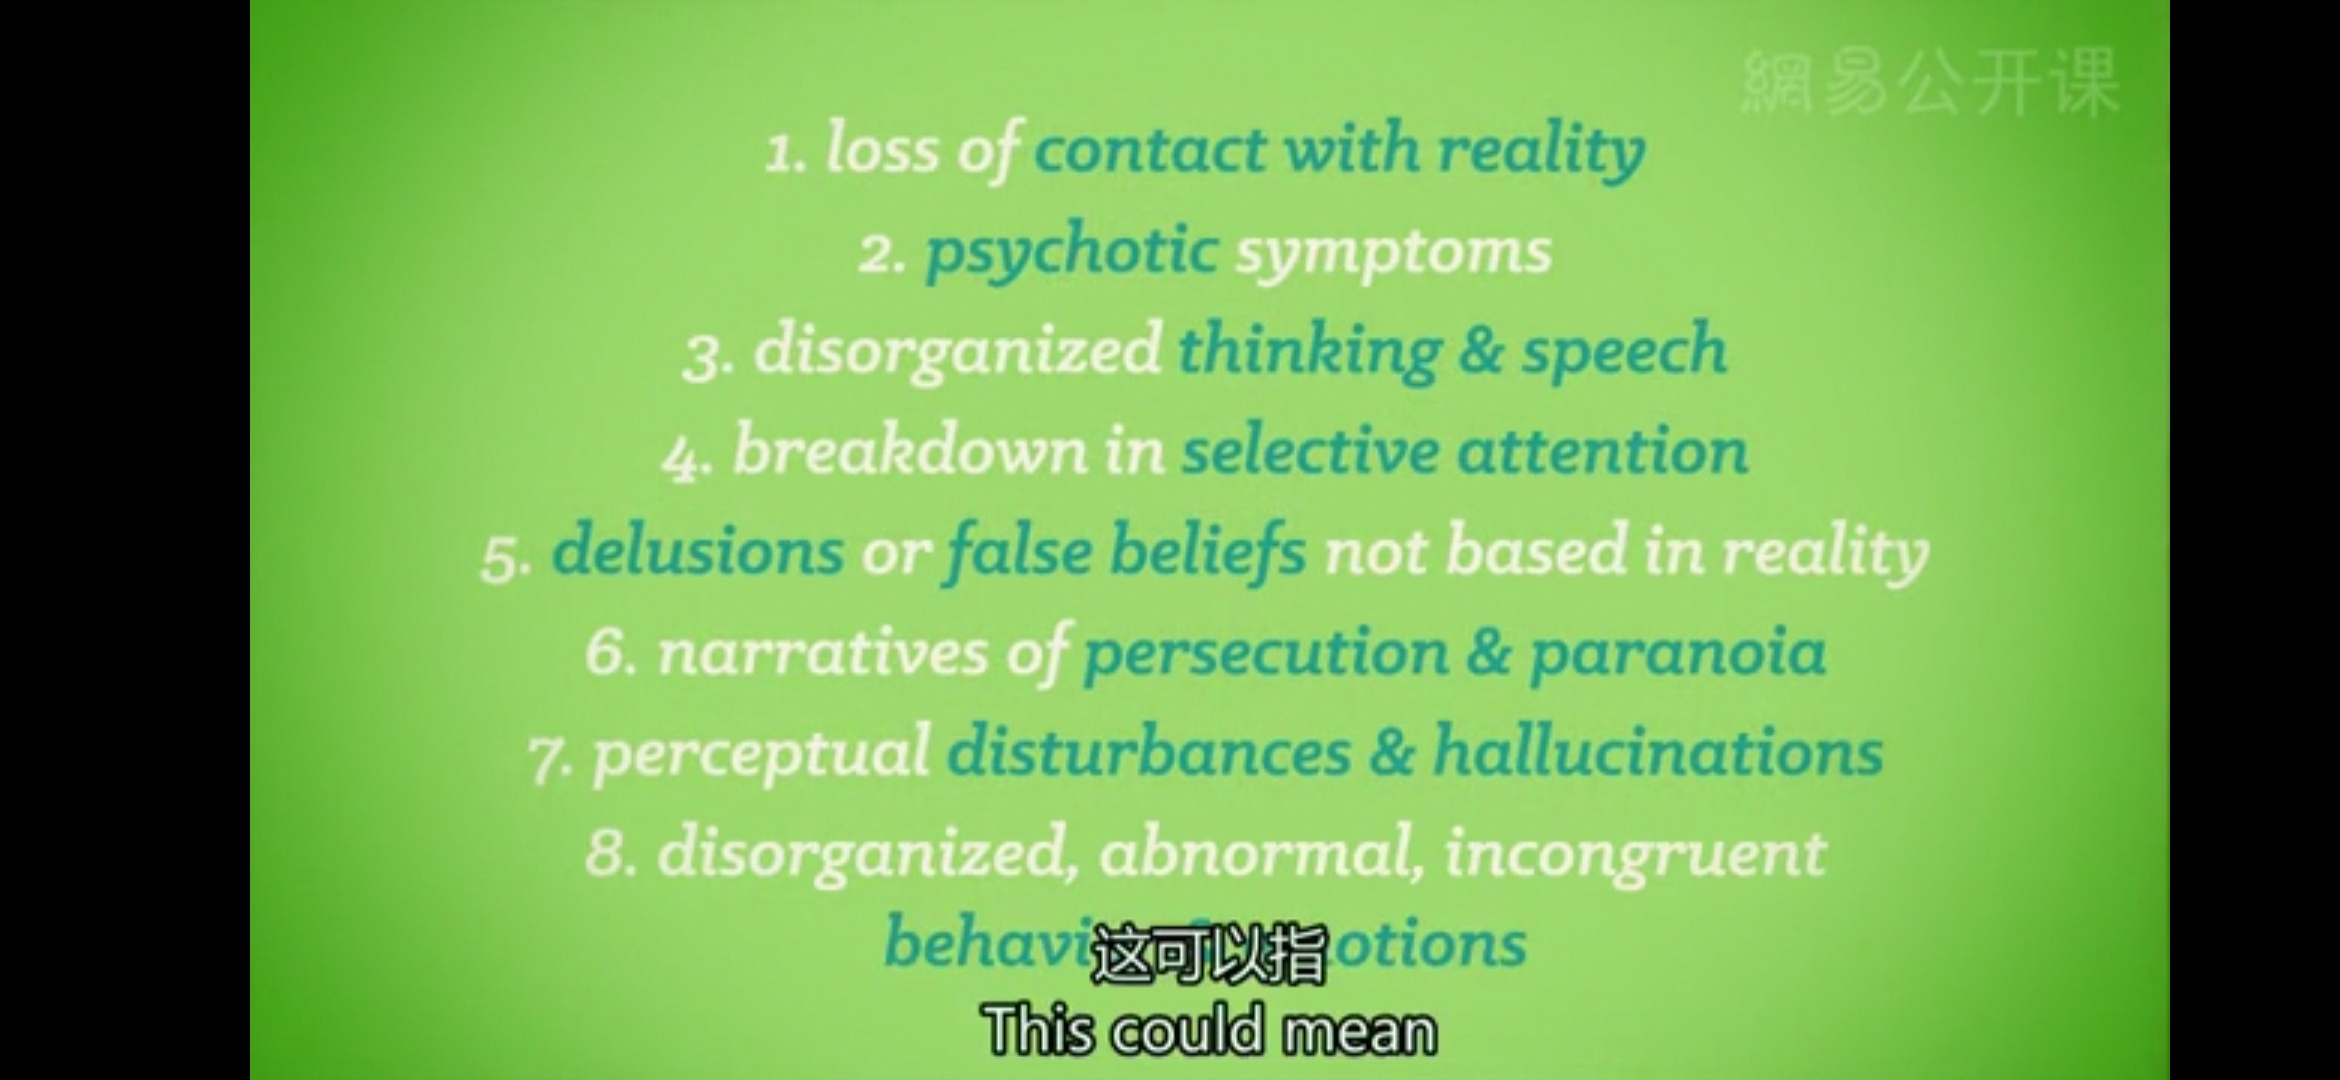 網易公开课
1. loss of contact with reality
2. psychotic symptoms
3. disorganized thinking & speech
4. breakdown in selective attention
5. delusions or false beliefs not based in reality
6. narratives of persecution & paranoia
7. perceptual disturbances & hallucinations
8. disorganized, abnormal, incongruent
这可以指
This could mean